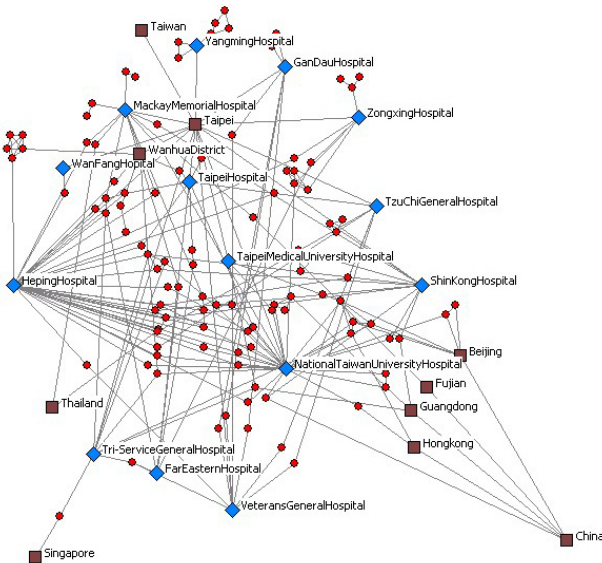 Taiwan
YangmingHospital
GanDauHospital
MackayMemorialHospital
ZongxingHospital
Taipei
WanhuaDistrict
WanFangHopital
TaipeiHospital
TzuChiGeneralHospital
TaipeiMedicalUniversityHospital
HepingHospital
ShinKongHospital
Beijing
NationalTaiwanUniversityHospital
Fujian
Thailand
Guangdong
Hongkong
Tri-ServiceGeneralHospital
FarEasternHospital
VeteransGeneralHospital
China
Singapore